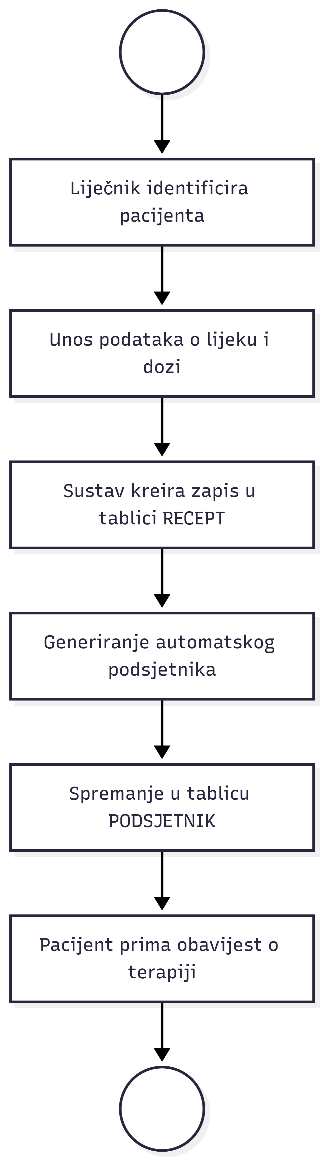 Liječnik identificira
pacijenta
Unos podataka o lijeku i
dozi
Sustav kreira zapis u
tablici RECEPT
Generiranje automatskog
podsjetnika
Spremanje u tablicu
PODSJETNIK
Pacijent prima obavijest o
terapiji